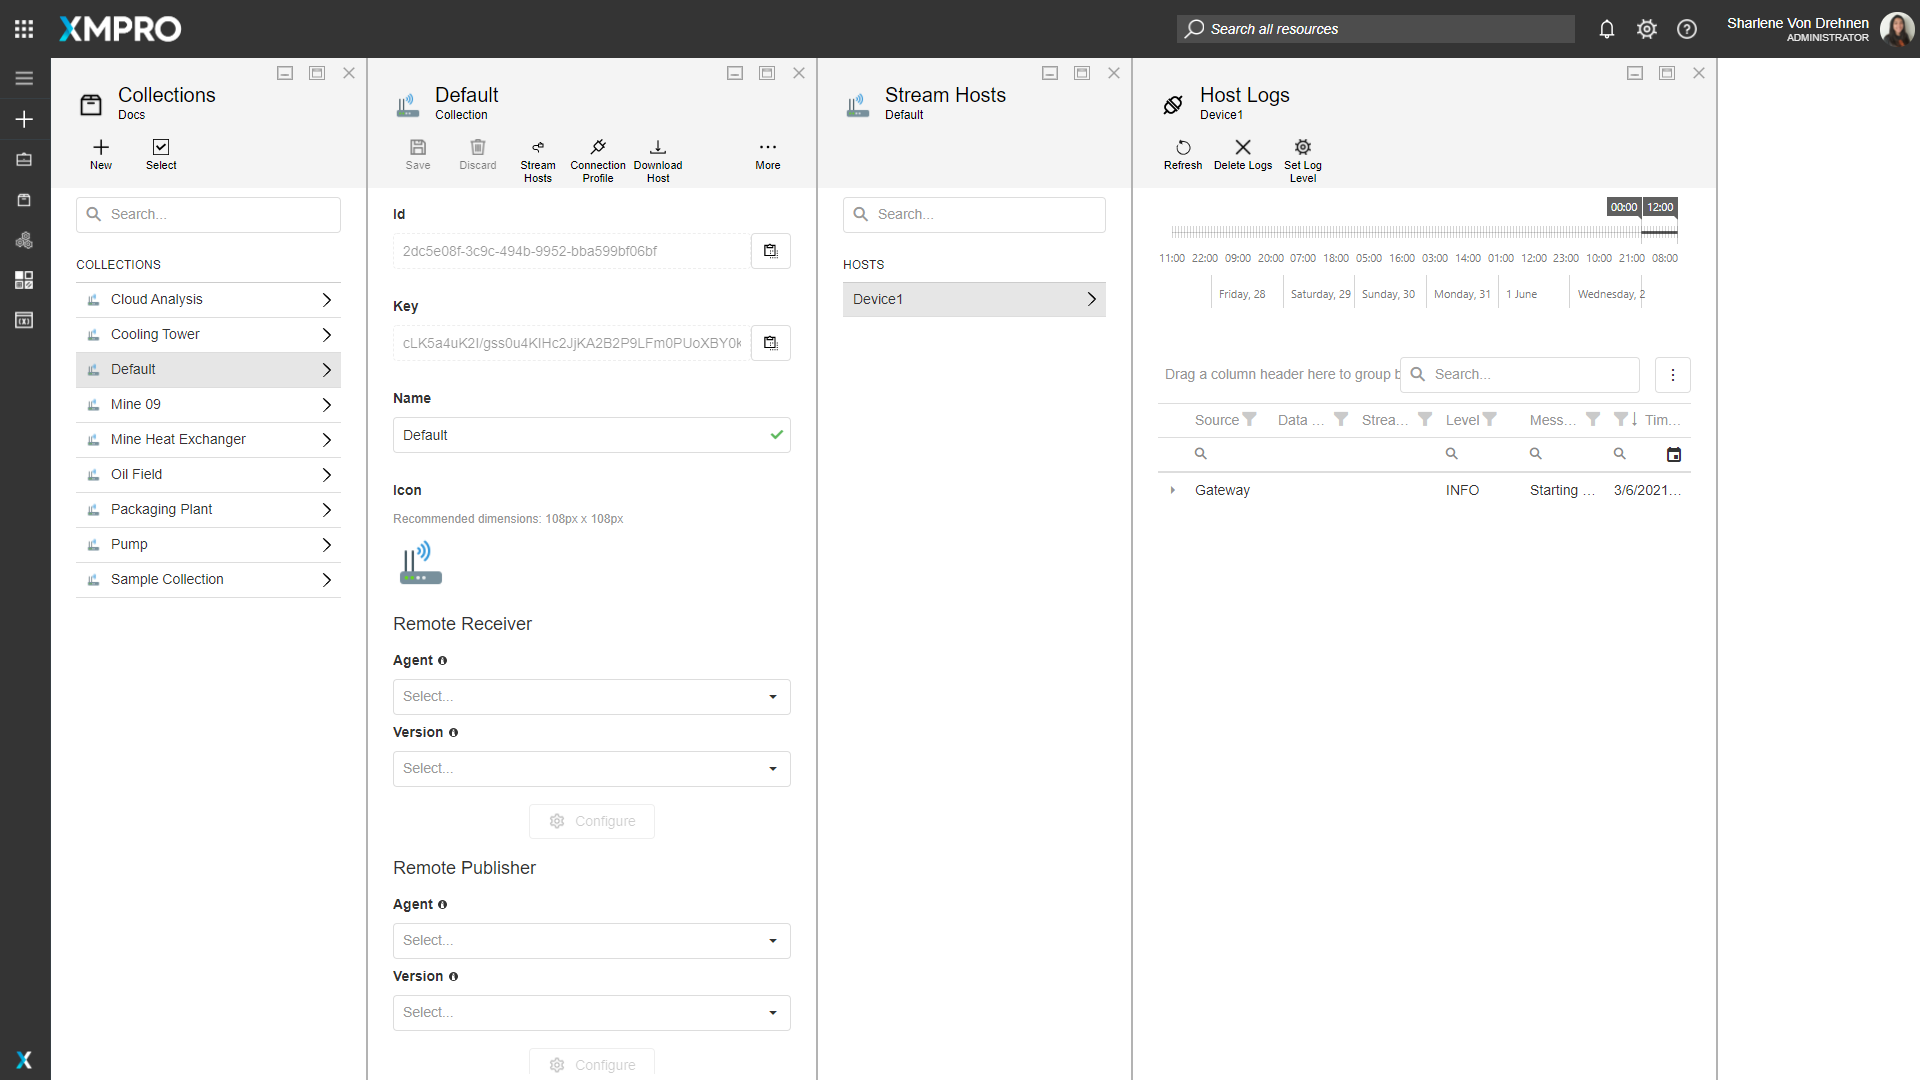 XMPRO
Search all resources
Sharlene Von Drehnen
ADMINISTRATOR
Collections
Docs
New
Select
Search...
COLLECTIONS
Cloud Analysis
Cooling Tower
Default
Mine 09
Mine Heat Exchanger
Oil Field
Packaging Plant
Pump
Sample Collection
Default
Collection
Save
Discard
Stream Hosts
Connection Profile
Download Host
More
Id
2dc5e08f-3c9c-494b-9952-bba599bf06bf
Key
Name
Default
Icon
Recommended dimensions: 108px x 108px
Remote Receiver
Agent
Select...
Version
Select...
Configure
Remote Publisher
Agent
Select...
Version
Select...
Configure
Stream Hosts
Default
Search...
HOSTS
Device1
Host Logs
Device1
Refresh
Delete Logs
Set Log Level
00:00 12:00
11:00 22:00 09:00 20:00 07:00 18:00 05:00 16:00 03:00 14:00 01:00 12:00 23:00 10:00 21:00 08:00
Friday, 28 Saturday, 29 Sunday, 30 Monday, 31 1 June Wednesday, 2
Drag a column header here to group b
Search...
Source Data ... Strea... Level Mess... Tim...
Gateway INFO Starting ... 3/6/2021...